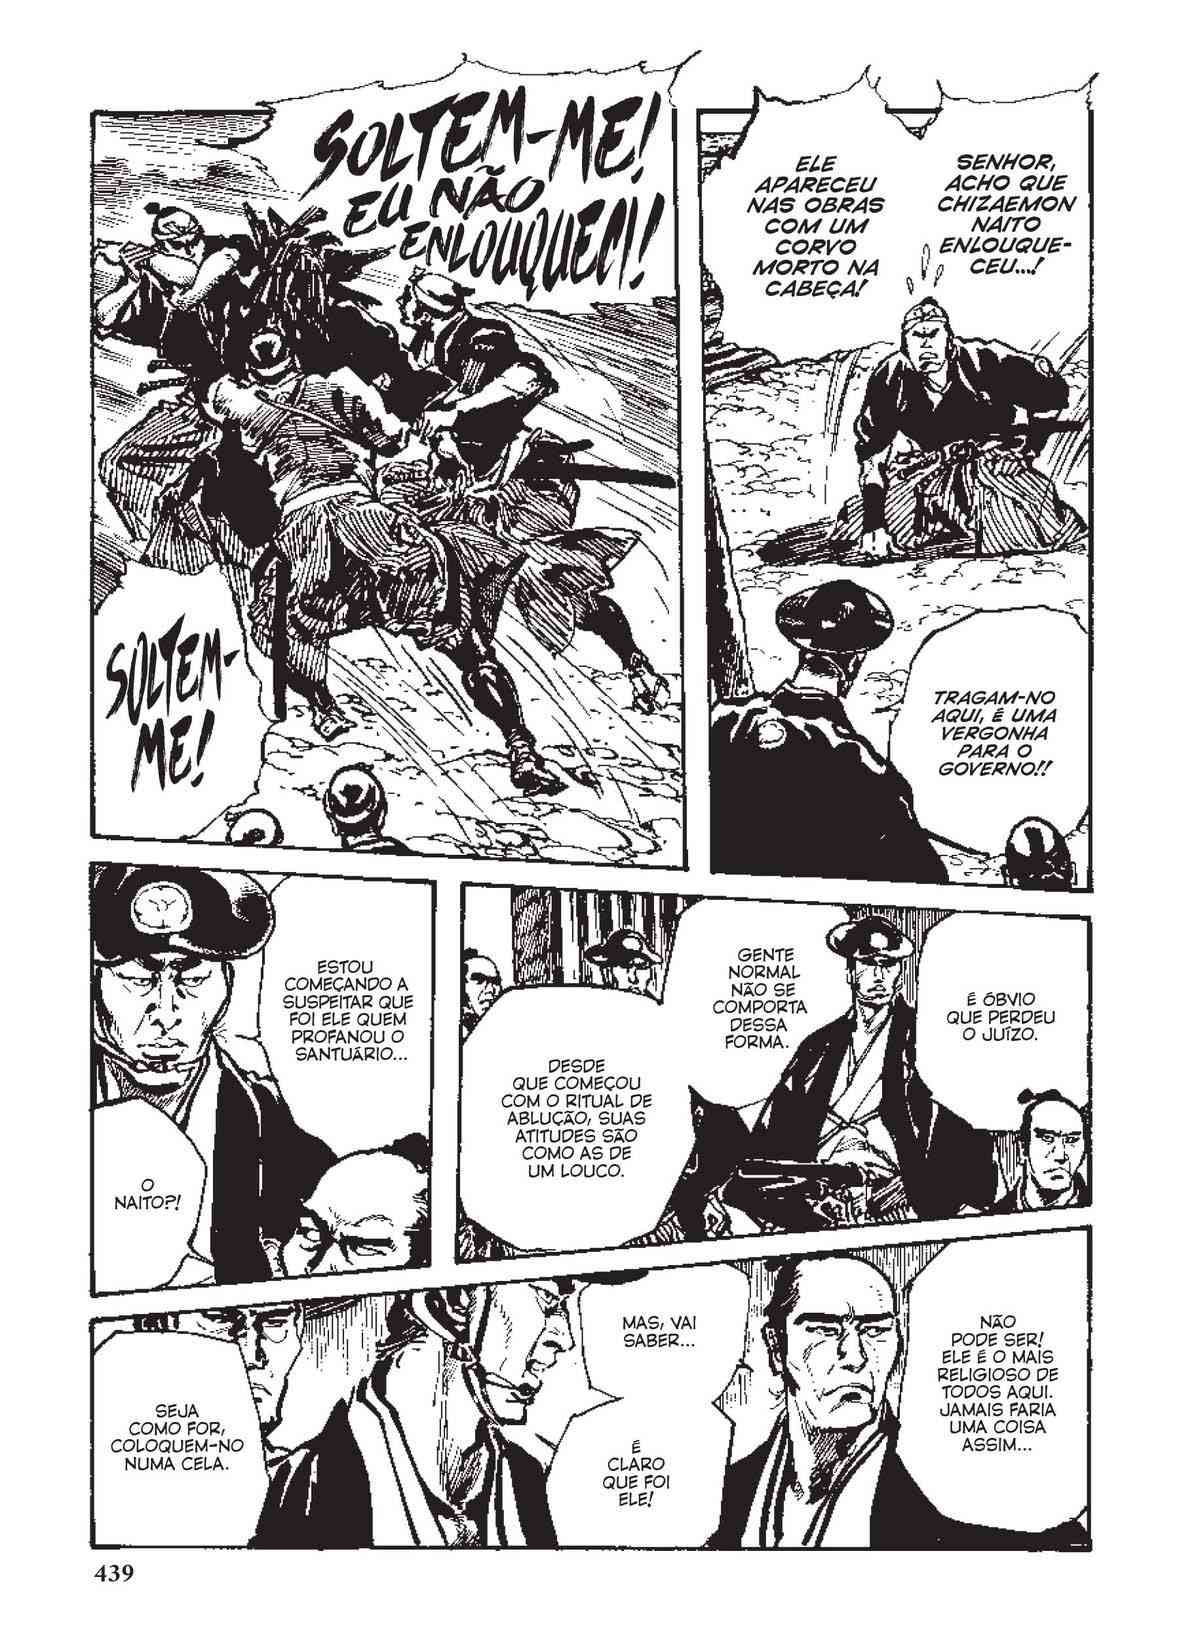 SENHOR,
ACHO QUE
CHIZAEMON
NAITO
ENLOUQUE-
CEU...!
ELE
APARECEU
NAS OBRAS
COM UM
CORVO
MORTO NA
CABEÇA!
TRAGAM-NO
AQUI, É UMA
VERGONHA
PARA O
GOVERNO!!
SOLTEM-ME!
EU NÃO
ENLOUQUECI!
SOLTEM-
ME!
É ÓBVIO
QUE PERDEU
O JUÍZO.
GENTE
NORMAL
NÃO SE
COMPORTA
DESSA
FORMA.
DESDE
QUE COMEÇOU
COM O RITUAL DE
ABLUÇÃO, SUAS
ATITUDES SÃO
COMO AS DE
UM LOUCO.
ESTOU
COMEÇANDO A
SUSPEITAR QUE
FOI ELE QUEM
PROFANOU O
SANTUÁRIO...
O
NAITO?!
NÃO
PODE SER!
ELE É O MAIS
RELIGIOSO DE
TODOS AQUI.
JAMAIS FARIA
UMA COISA
ASSIM...
MAS, VAI
SABER...
É
CLARO
QUE FOI
ELE!
SEJA
COMO FOR,
COLOQUEM-NO
NUMA CELA.
439